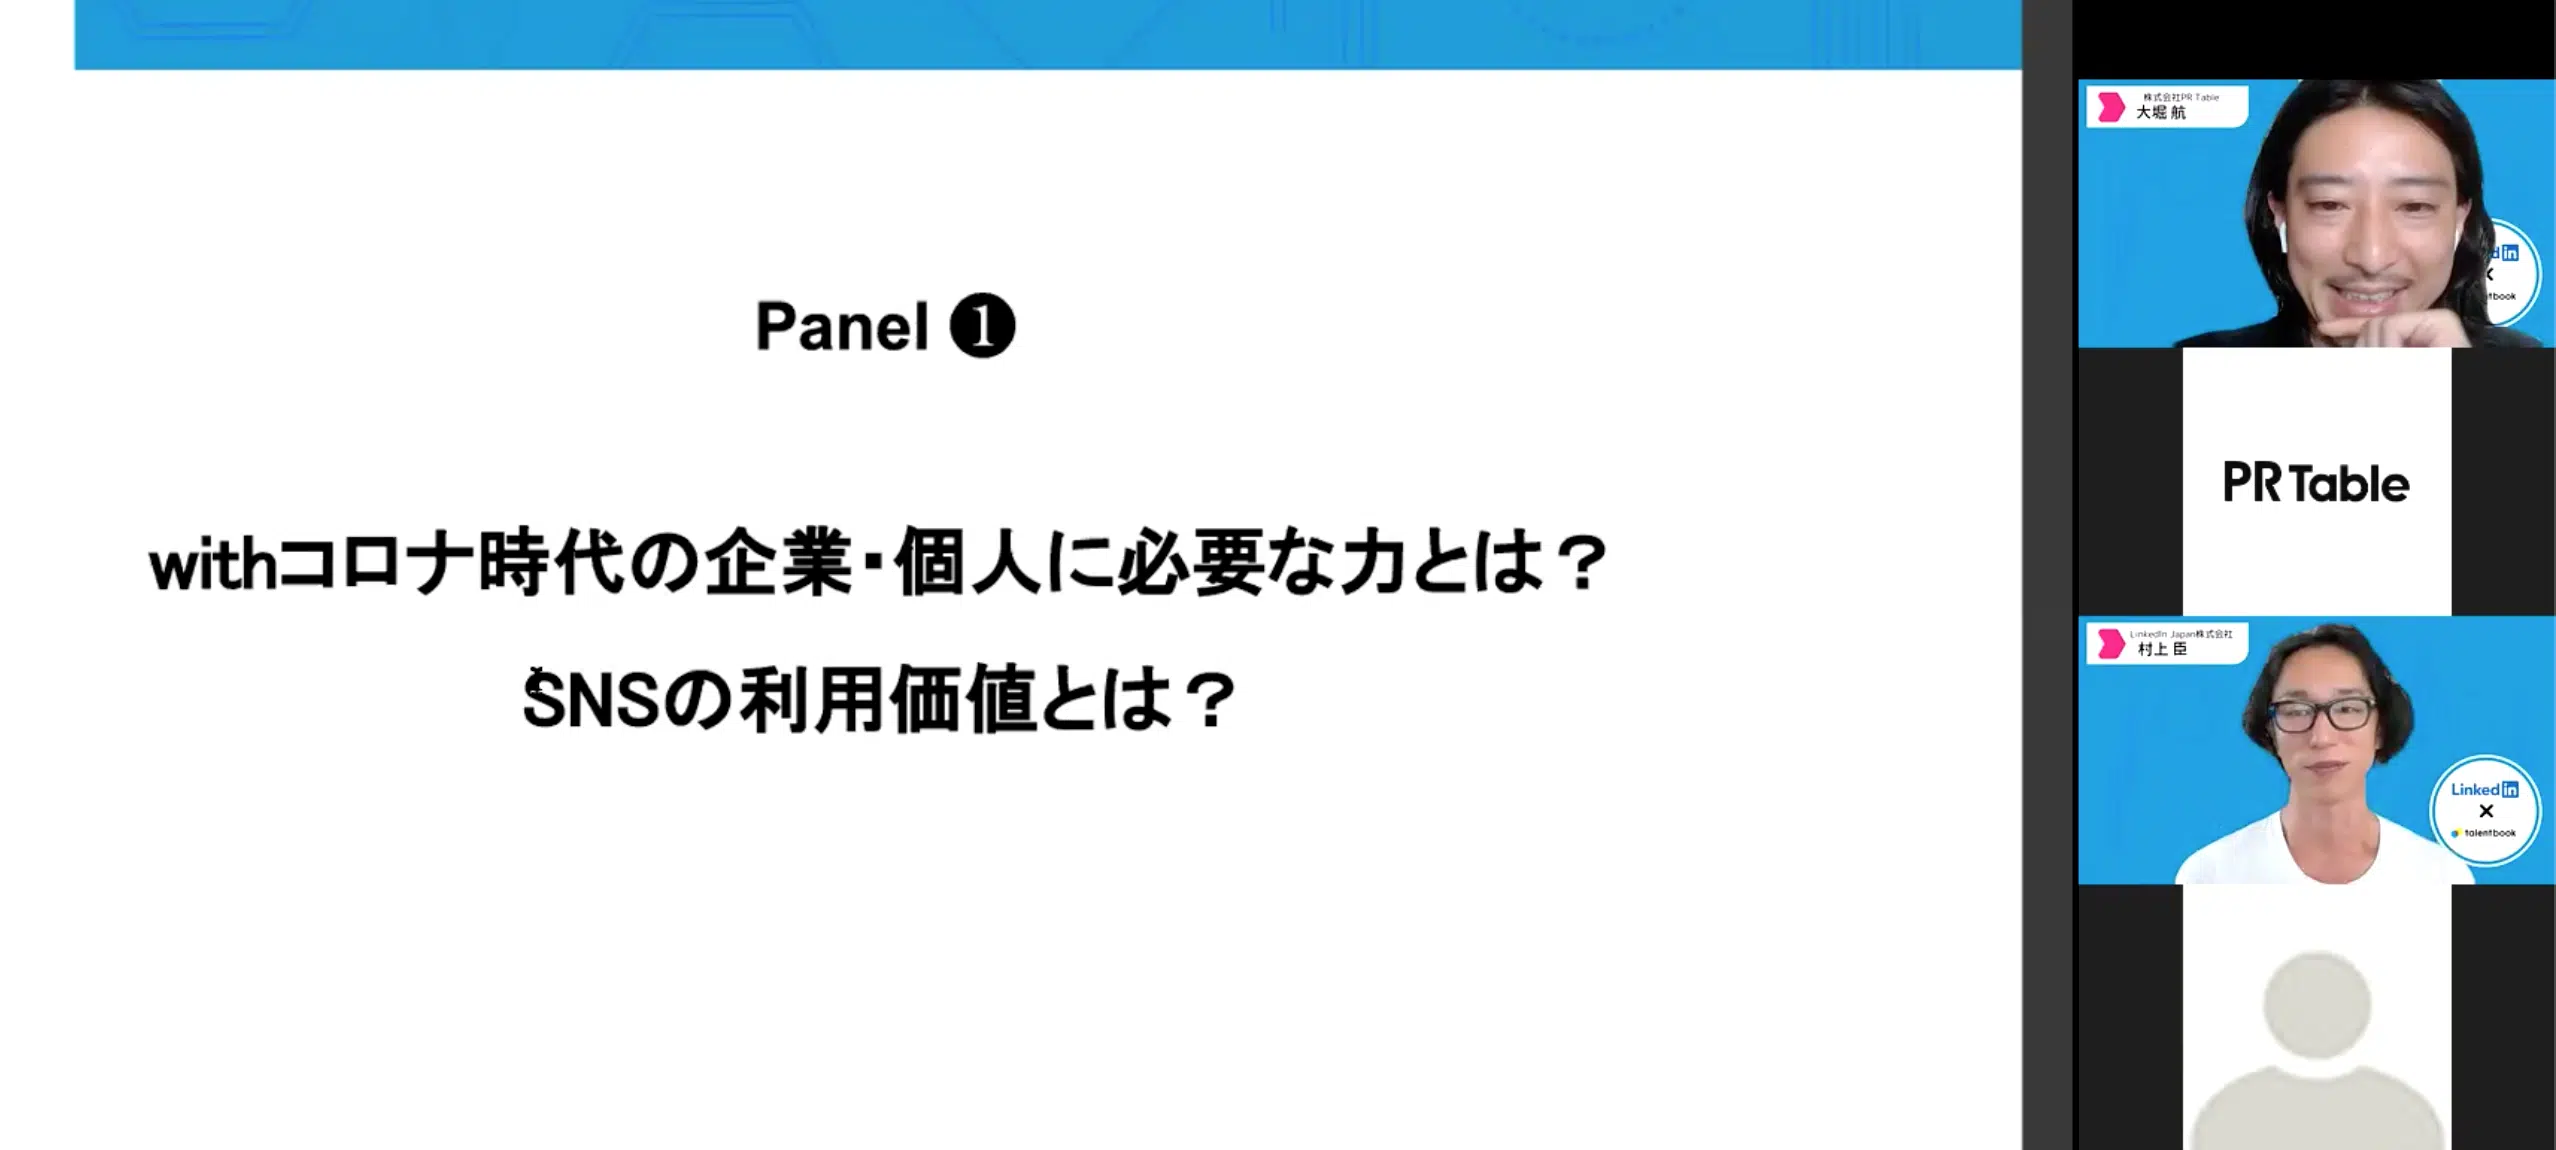 Panel ❶
withコロナ時代の企業・個人に必要な力とは？
SNSの利用価値とは？
株式会社PR Table
大堀 航
d in
tbook
PR Table
LinkedIn Japan株式会社
村上 臣
Linked in
×
talentbook